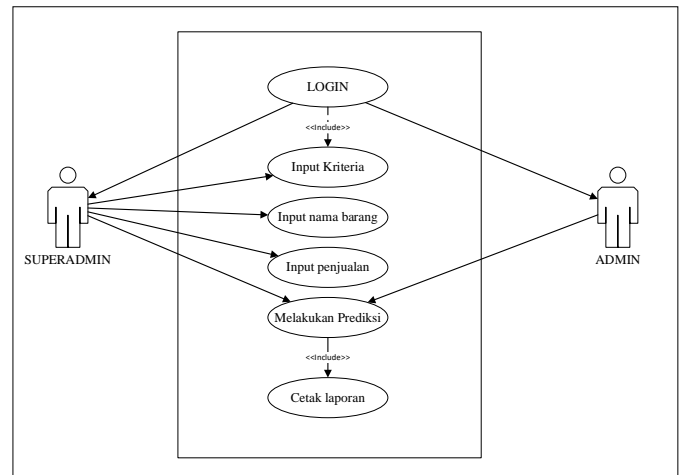 LOGIN
<<Include>>
Input Kriteria
Input nama barang
SUPERADMIN
ADMIN
Input penjualan
Melakukan Prediksi
<<Include>>
Cetak laporan